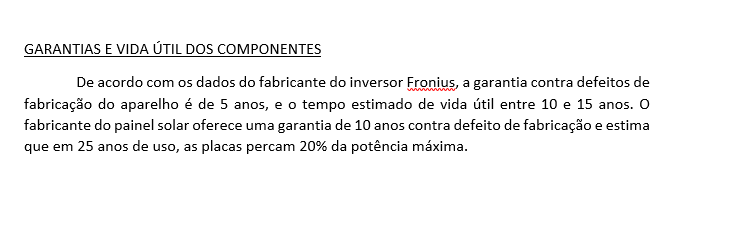 GARANTIAS E VIDA ÚTIL DOS COMPONENTES
De acordo com os dados do fabricante do inversor Fronius, a garantia contra defeitos de
fabricação do aparelho é de 5 anos, e o tempo estimado de vida útil entre 10 e 15 anos. O
fabricante do painel solar oferece uma garantia de 10 anos contra defeito de fabricação e estima
que em 25 anos de uso, as placas percam 20% da potência máxima.